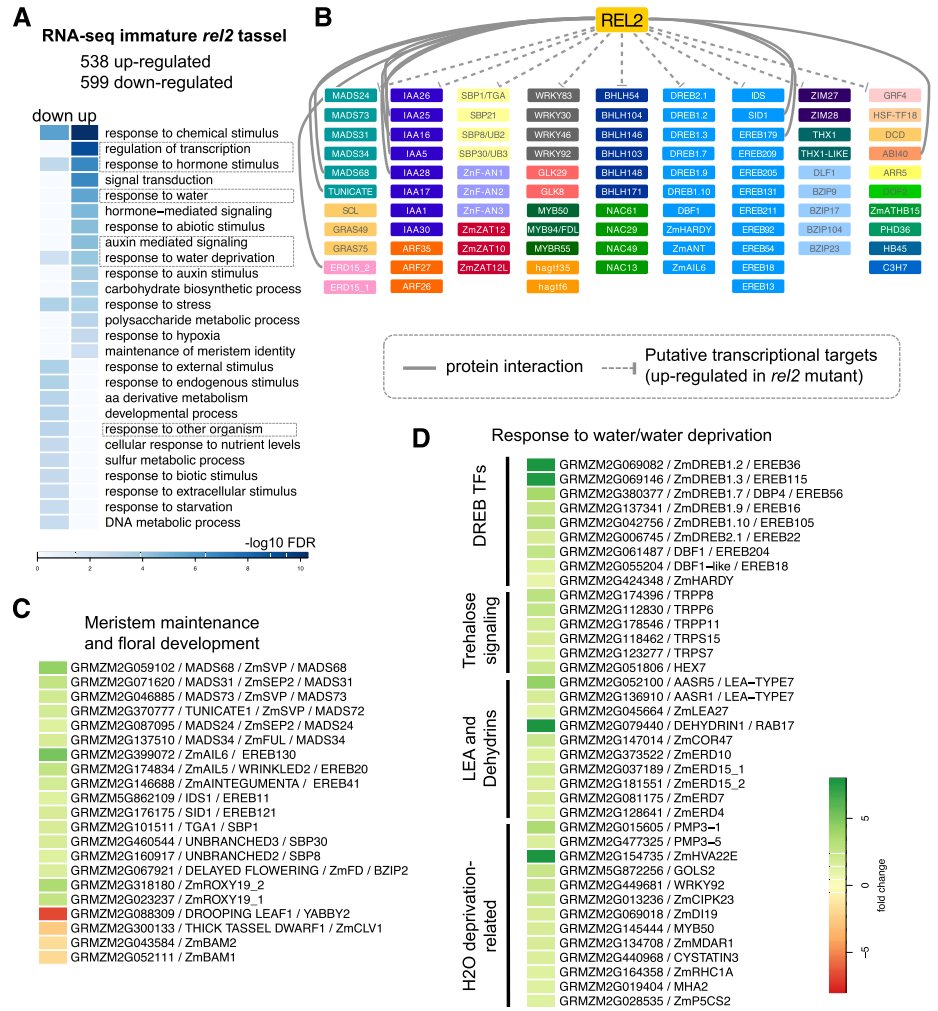 A
RNA-seq immature rel2 tassel
538 up-regulated
599 down-regulated
down up
response to chemical stimulus
regulation of transcription
response to hormone stimulus
signal transduction
response to water
hormone−mediated signaling
response to abiotic stimulus
auxin mediated signaling
response to water deprivation
response to auxin stimulus
carbohydrate biosynthetic process
response to stress
polysaccharide metabolic process
response to hypoxia
maintenance of meristem identity
response to external stimulus
response to endogenous stimulus
aa derivative metabolism
developmental process
response to other organism
cellular response to nutrient levels
sulfur metabolic process
response to biotic stimulus
response to extracellular stimulus
response to starvation
DNA metabolic process
-log10 FDR
0 2 4 6 8 10
B
REL2
MADS24
MADS73
MADS31
MADS34
MADS68
TUNICATE
SCL
GRAS49
GRAS75
ERD15_2
ERD15_1
IAA26
IAA25
IAA16
IAA5
IAA28
IAA17
IAA1
IAA30
ARF35
ARF27
ARF26
SBP1/TGA
SBP21
SBP8/UB2
SBP30/UB3
ZnF-AN1
ZnF-AN2
ZnF-AN3
ZmZAT12
ZmZAT10
ZmZAT12L
WRKY83
WRKY30
WRKY46
WRKY92
GLK29
GLK8
MYB50
MYB94/FDL
MYBR55
hagtf35
hagtf6
BHLH54
BHLH104
BHLH146
BHLH103
BHLH148
BHLH171
NAC61
NAC29
NAC49
NAC13
DREB2.1
DREB1.2
DREB1.3
DREB1.7
DREB1.9
DREB1.10
DBF1
ZmHARDY
ZmANT
ZmAIL6
IDS
SID1
EREB179
EREB209
EREB205
EREB131
EREB211
EREB92
EREB54
EREB18
EREB13
ZIM27
ZIM28
THX1
THX1-LIKE
DLF1
BZIP9
BZIP17
BZIP104
BZIP23
GRF4
HSF-TF18
DCD
ABI40
ARR5
ZmATHB15
PHD36
HB45
C3H7
protein interaction
Putative transcriptional targets
(up-regulated in rel2 mutant)
C
Meristem maintenance
and floral development
GRMZM2G059102 / MADS68 / ZmSVP / MADS68
GRMZM2G071620 / MADS31 / ZmSEP2 / MADS31
GRMZM2G046885 / MADS73 / ZmSVP / MADS73
GRMZM2G370777 / TUNICATE1 / ZmSVP / MADS72
GRMZM2G087095 / MADS24 / ZmSEP2 / MADS24
GRMZM2G137510 / MADS34 / ZmFUL / MADS34
GRMZM2G399072 / ZmAIL6 / EREB130
GRMZM2G174834 / ZmAIL5 / WRINKLED2 / EREB20
GRMZM2G146688 / ZmAINTEGUMENTA / EREB41
GRMZM5G862109 / IDS1 / EREB11
GRMZM2G176175 / SID1 / EREB121
GRMZM2G101511 / TGA1 / SBP1
GRMZM2G460544 / UNBRANCHED3 / SBP30
GRMZM2G160917 / UNBRANCHED2 / SBP8
GRMZM2G067921 / DELAYED FLOWERING / ZmFD / BZIP2
GRMZM2G318180 / ZmROXY19_2
GRMZM2G023237 / ZmROXY19_1
GRMZM2G088309 / DROOPING LEAF1 / YABBY2
GRMZM2G300133 / THICK TASSEL DWARF1 / ZmCLV1
GRMZM2G043584 / ZmBAM2
GRMZM2G052111 / ZmBAM1
D
Response to water/water deprivation
DREB TFs
GRMZM2G069082 / ZmDREB1.2 / EREB36
GRMZM2G069146 / ZmDREB1.3 / EREB115
GRMZM2G380377 / ZmDREB1.7 / DBP4 / EREB56
GRMZM2G137341 / ZmDREB1.9 / EREB16
GRMZM2G042756 / ZmDREB1.10 / EREB105
GRMZM2G006745 / ZmDREB2.1 / EREB22
GRMZM2G061487 / DBF1 / EREB204
GRMZM2G055204 / DBF1−like / EREB18
GRMZM2G424348 / ZmHARDY
Trehalose
signaling
GRMZM2G174396 / TRPP8
GRMZM2G112830 / TRPP6
GRMZM2G178546 / TRPP11
GRMZM2G118462 / TRPS15
GRMZM2G123277 / TRPS7
GRMZM2G051806 / HEX7
LEA and
Dehydrins
GRMZM2G052100 / AASR5 / LEA−TYPE7
GRMZM2G136910 / AASR1 / LEA−TYPE7
GRMZM2G045664 / ZmLEA27
GRMZM2G079440 / DEHYDRIN1 / RAB17
GRMZM2G147014 / ZmCOR47
GRMZM2G373522 / ZmERD10
GRMZM2G037189 / ZmERD15_1
GRMZM2G181551 / ZmERD15_2
GRMZM2G081175 / ZmERD7
GRMZM2G128641 / ZmERD4
H2O deprivation-
related
GRMZM2G015605 / PMP3−1
GRMZM2G477325 / PMP3−5
GRMZM2G154735 / ZmHVA22E
GRMZM5G872256 / GOLS2
GRMZM2G449681 / WRKY92
GRMZM2G013236 / ZmCIPK23
GRMZM2G069018 / ZmDI19
GRMZM2G145444 / MYB50
GRMZM2G134708 / ZmMDAR1
GRMZM2G440968 / CYSTATIN3
GRMZM2G164358 / ZmRHC1A
GRMZM2G019404 / MHA2
GRMZM2G028535 / ZmP5CS2
5
0
−5
fold change